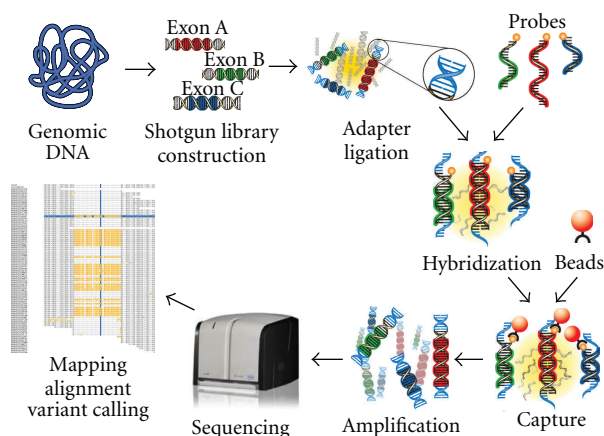 Exon A
Exon B
Exon C
Probes
Genomic
DNA
Shotgun library
construction
Adapter
ligation
Hybridization
Beads
Mapping
alignment
variant calling
Sequencing
Amplification
Capture